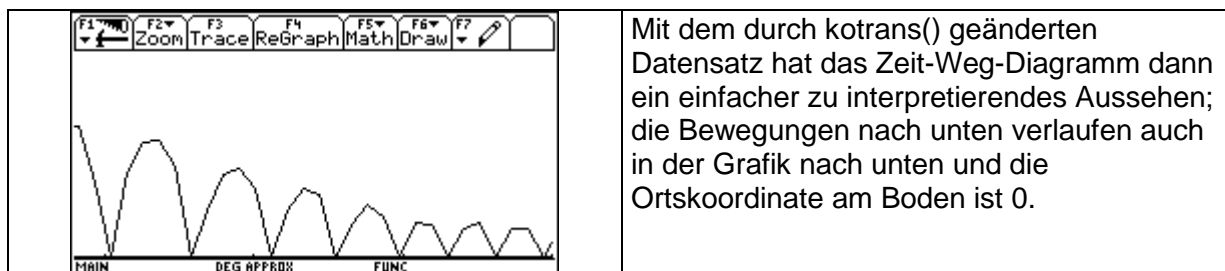 F1 F2 F3 F4 F5 F6 F7
Zoom Trace ReGraph Math Draw
MAIN DEG APPROX FUNC
Mit dem durch kotrans() geänderten
Datensatz hat das Zeit-Weg-Diagramm dann
ein einfacher zu interpretierendes Aussehen;
die Bewegungen nach unten verlaufen auch
in der Grafik nach unten und die
Ortskoordinate am Boden ist 0.